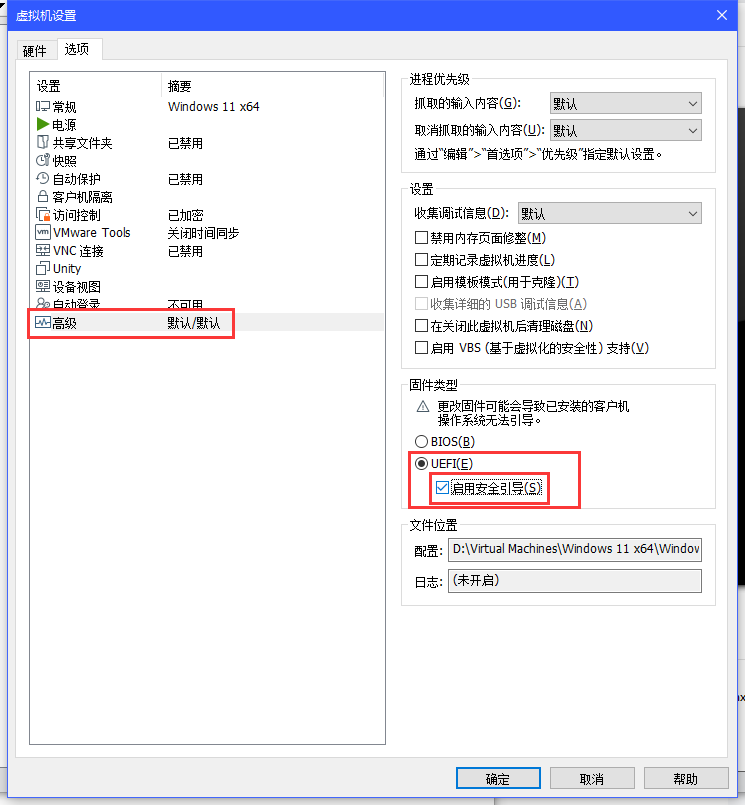 虚拟机设置
硬件 选项
设置 摘要
常规 Windows 11 x64
电源
共享文件夹 已禁用
快照
自动保护 已禁用
客户机隔离
访问控制 已加密
VMware Tools 关闭时间同步
VNC 连接 已禁用
Unity
设备视图
自动登录 不可用
高级 默认/默认
进程优先级
抓取的输入内容(G): 默认
取消抓取的输入内容(U): 默认
通过“编辑”>“首选项”>“优先级”指定默认设置。
设置
收集调试信息(D): 默认
禁用内存页面修整(M)
定期记录虚拟机进度(L)
启用模板模式(用于克隆)(T)
收集详细的 USB 调试信息(A)
在关闭此虚拟机后清理磁盘(N)
启用 VBS (基于虚拟化的安全性) 支持(V)
固件类型
更改固件可能会导致已安装的客户机
操作系统无法引导。
BIOS(B)
UEFI(E)
启用安全引导(S)
文件位置
配置: D:\Virtual Machines\Windows 11 x64\Window
日志: (未开启)
确定 取消 帮助